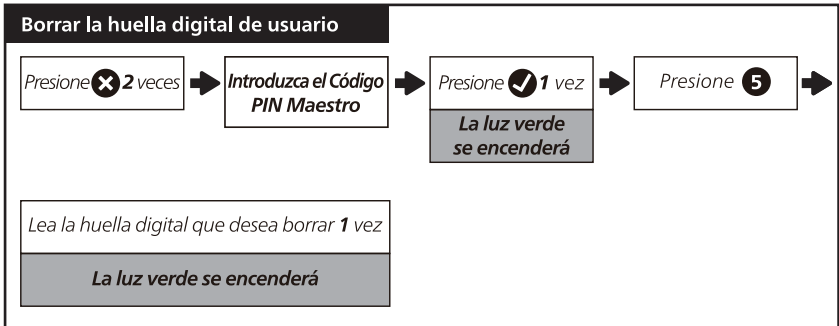 Borrar la huella digital de usuario
Presione ✖ 2 veces
Introduzca el Código
PIN Maestro
Presione ✔ 1 vez
La luz verde
se encenderá
Presione 5
Lea la huella digital que desea borrar 1 vez
La luz verde se encenderá